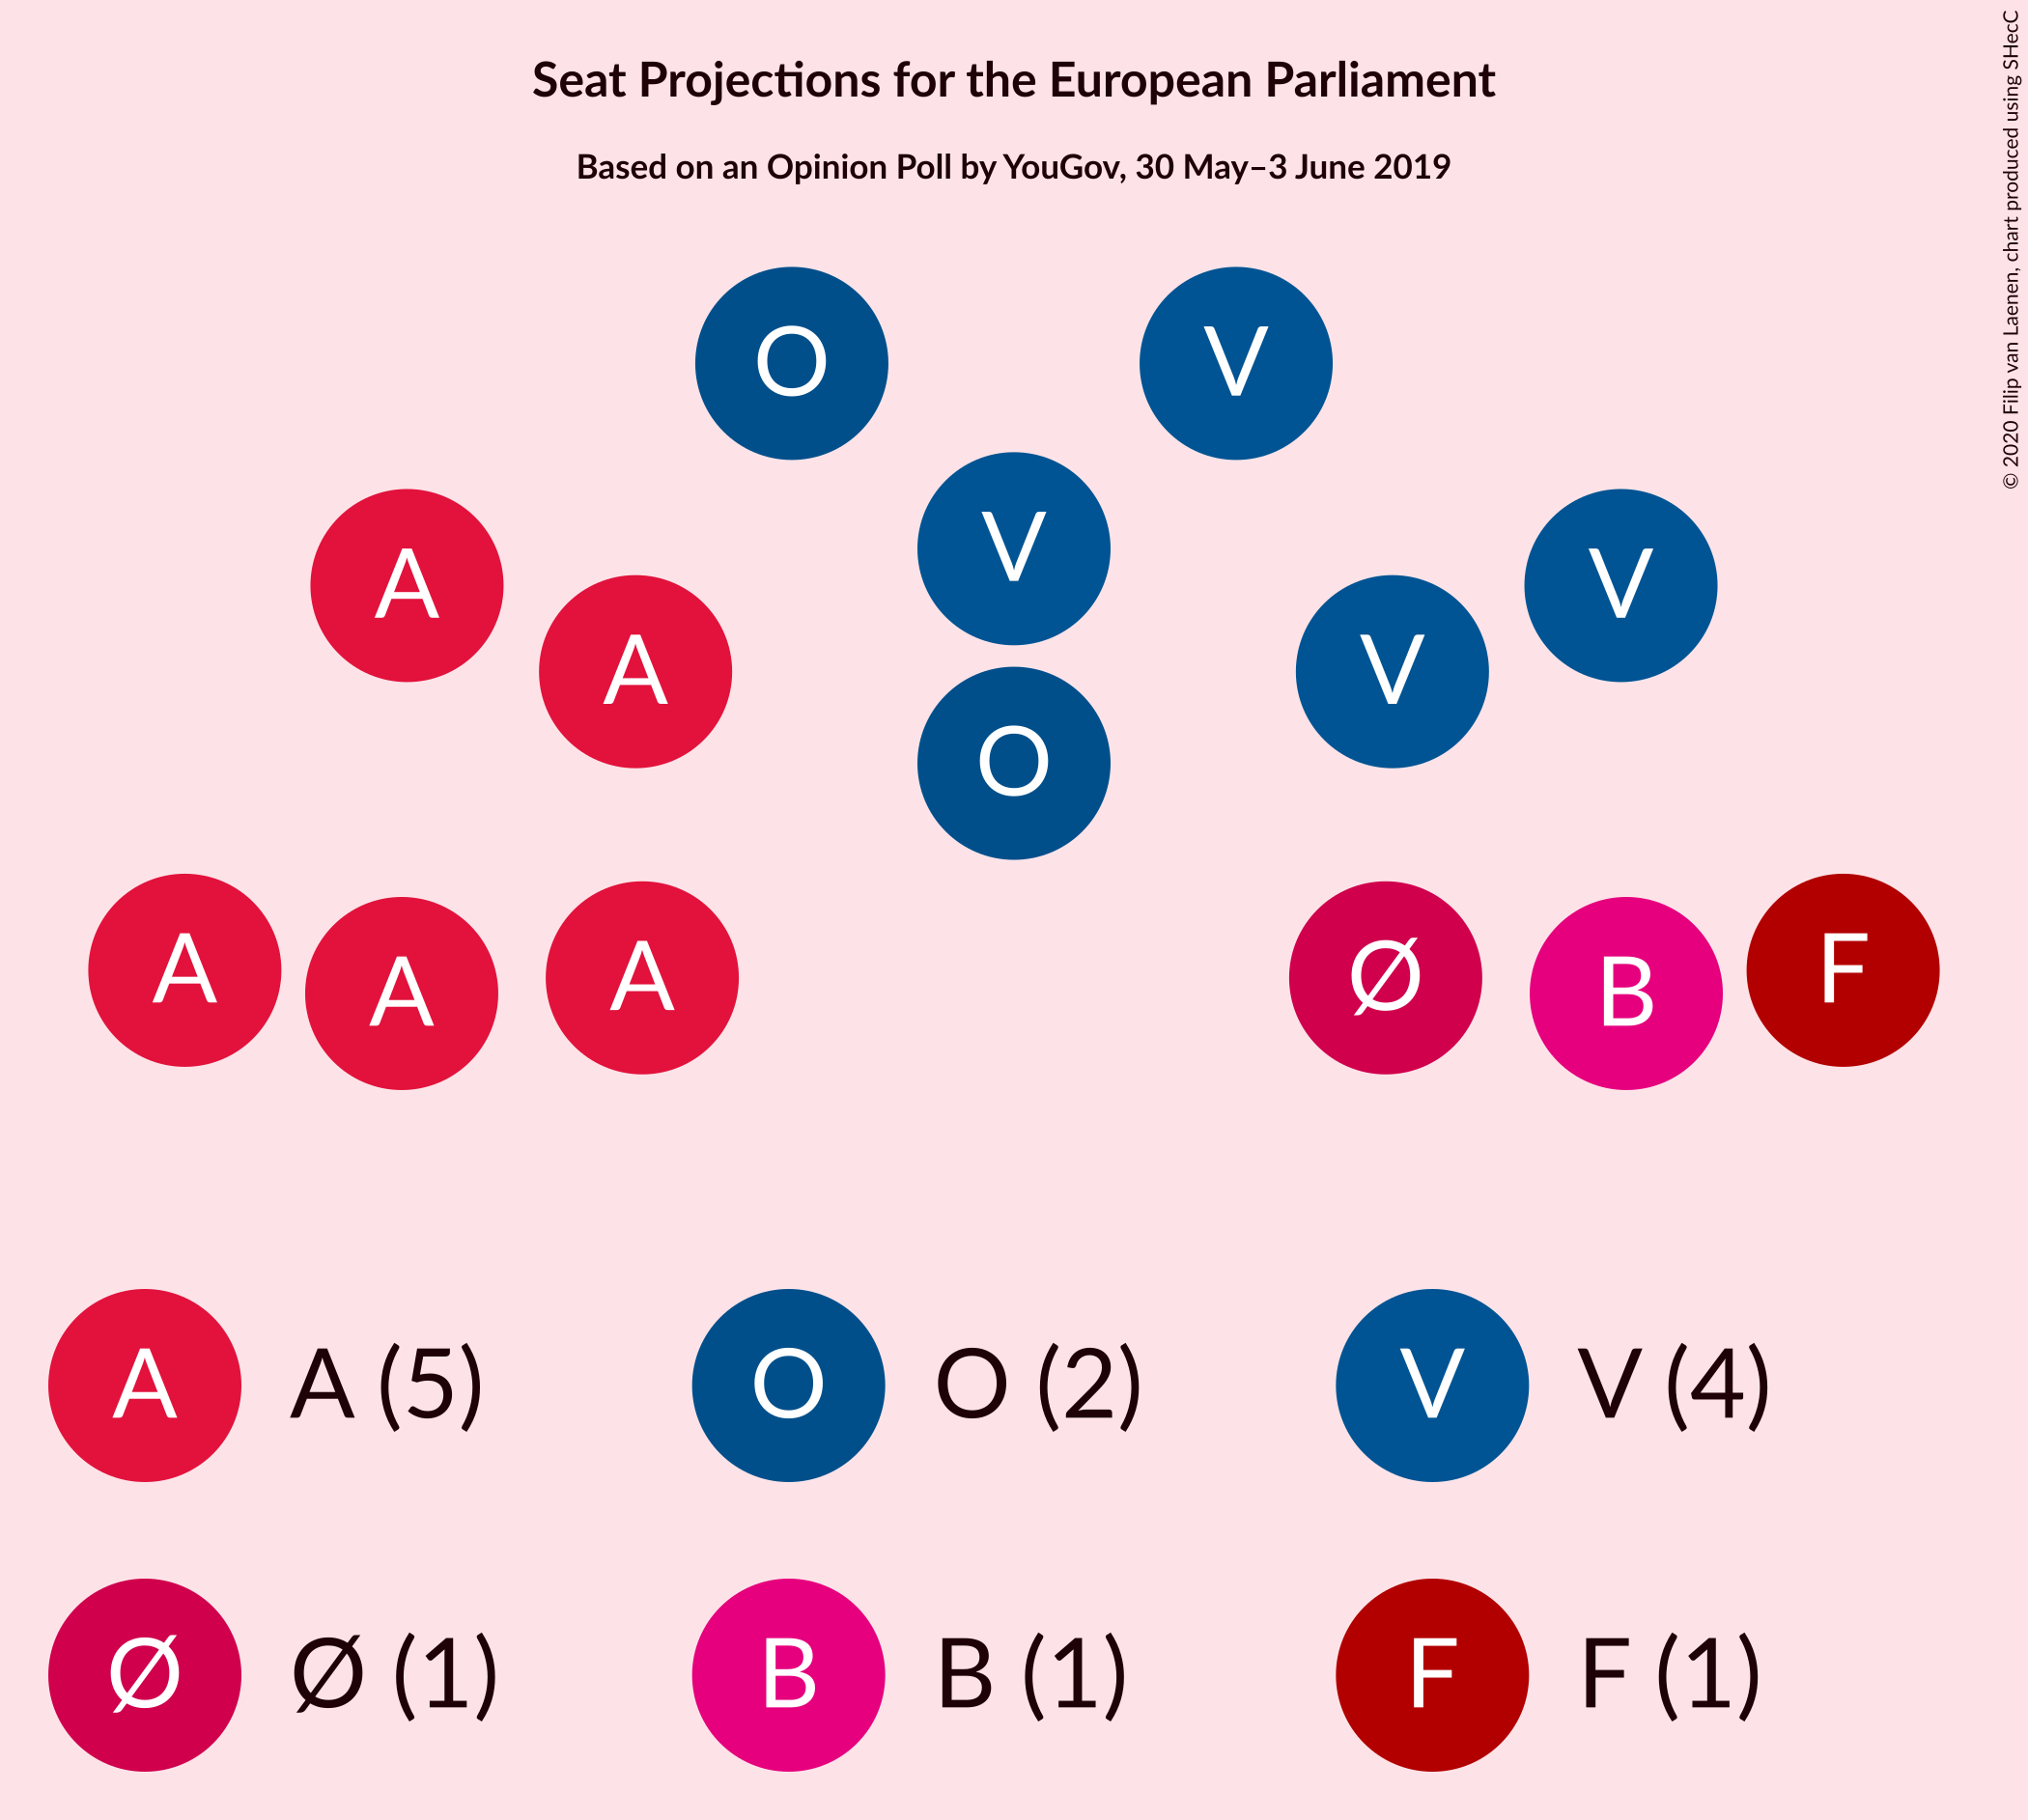 Seat Projections for the European Parliament
Based on an Opinion Poll by YouGov, 30 May–3 June 2019
© 2020 Filip van Laenen, chart produced using SHecC
O V
V
A V
A V
O
A A A Ø B F
A A (5) O O (2) V V (4)
Ø Ø (1) B B (1) F F (1)